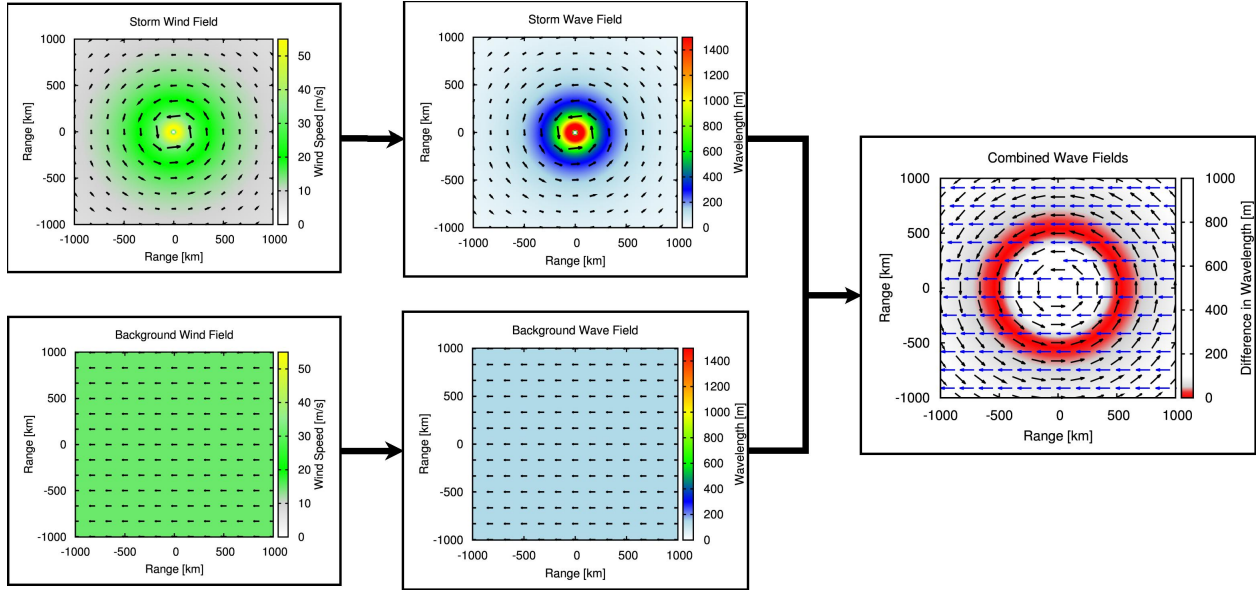 Storm Wind Field
1000
500
0
-500
-1000
-1000 -500 0 500 1000
Range [km]
Range [km]
50
40
30
20
10
0
Wind Speed [m/s]
Storm Wave Field
1000
500
0
-500
-1000
-1000 -500 0 500 1000
Range [km]
Range [km]
1400
1200
1000
800
600
400
200
0
Wavelength [m]
Background Wind Field
1000
500
0
-500
-1000
-1000 -500 0 500 1000
Range [km]
Range [km]
50
40
30
20
10
0
Wind Speed [m/s]
Background Wave Field
1000
500
0
-500
-1000
-1000 -500 0 500 1000
Range [km]
Range [km]
1400
1200
1000
800
600
400
200
0
Wavelength [m]
Combined Wave Fields
1000
500
0
-500
-1000
-1000 -500 0 500 1000
Range [km]
Range [km]
1000
800
600
400
200
0
Difference in Wavelength [m]